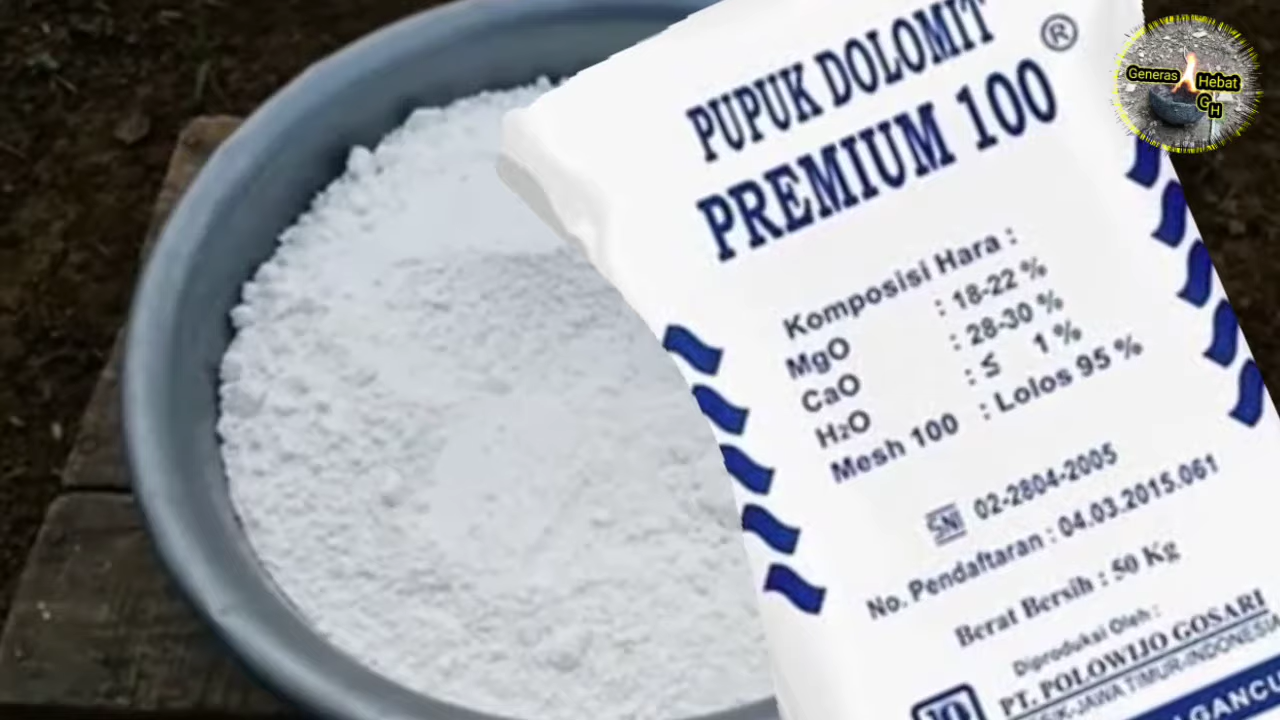 PUPUK DOLOMIT ®
PREMIUM 100
Komposisi Hara :
MgO : 18-22 %
CaO : 28-30 %
H₂O : ≤ 1 %
Mesh 100 : Lolos 95 %
SNI 02-2804-2005
No. Pendaftaran : 04.03.2015.061
Berat Bersih : 50 Kg
Diproduksi Oleh :
PT. POLOWIJO GOSARI
JAWA TIMUR-INDONESIA
GANCU
Generas Hebat
GH